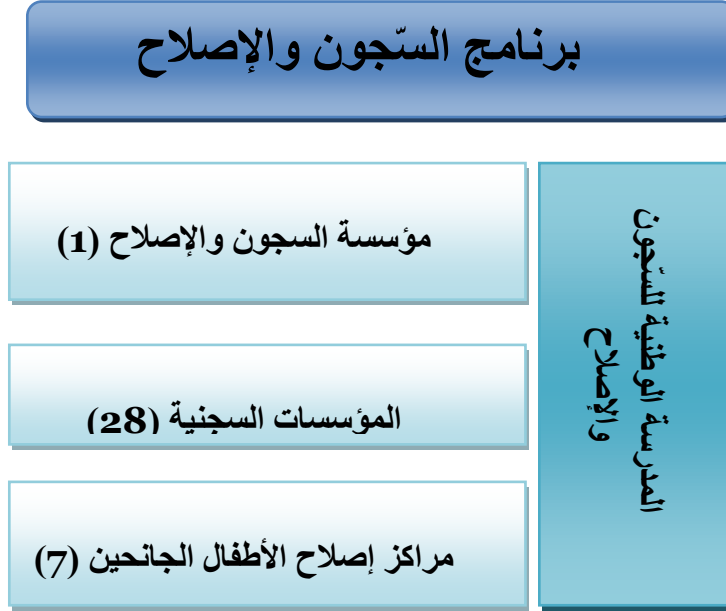 برنامج السّجون والإصلاح
المدرسة الوطنية للسّجون
والإصلاح
مؤسسة السجون والإصلاح (1)
المؤسسات السجنية (28)
مراكز إصلاح الأطفال الجانحين (7)